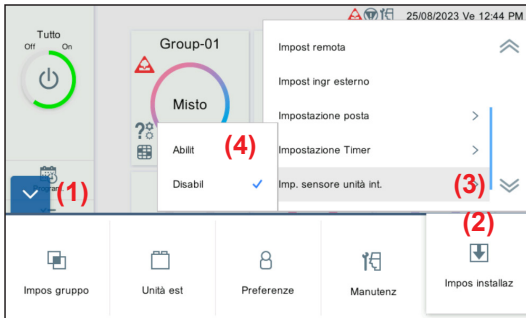 25/08/2023 Ve 12:44 PM
Tutto
Off On
Group-01
Misto
Impost remota
Impost ingr esterno
Impostazione posta >
Impostazione Timer >
Imp. sensore unità int. >
(3)
Abilit
(4)
Disabil ✓
(1)
(2)
Impos gruppo
Unità est
Preferenze
Manutenz
Impos installaz